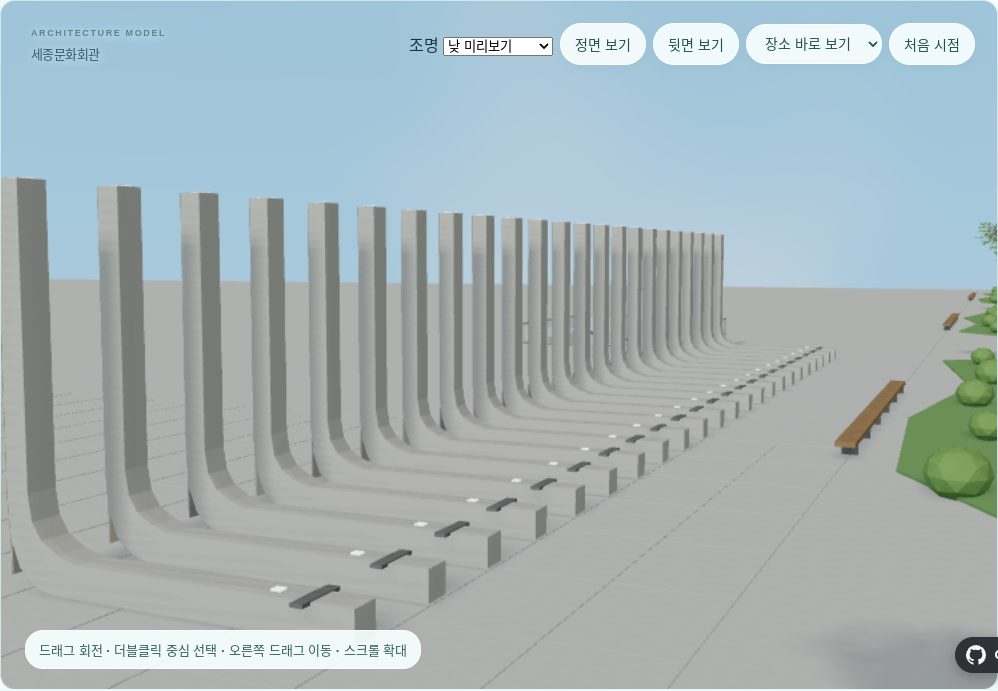 ARCHITECTURE MODEL
세종문화회관
조명 낮 미리보기 정면 보기 뒷면 보기 장소 바로 보기 처음 시점
드래그 회전 · 더블클릭 중심 선택 · 오른쪽 드래그 이동 · 스크롤 확대